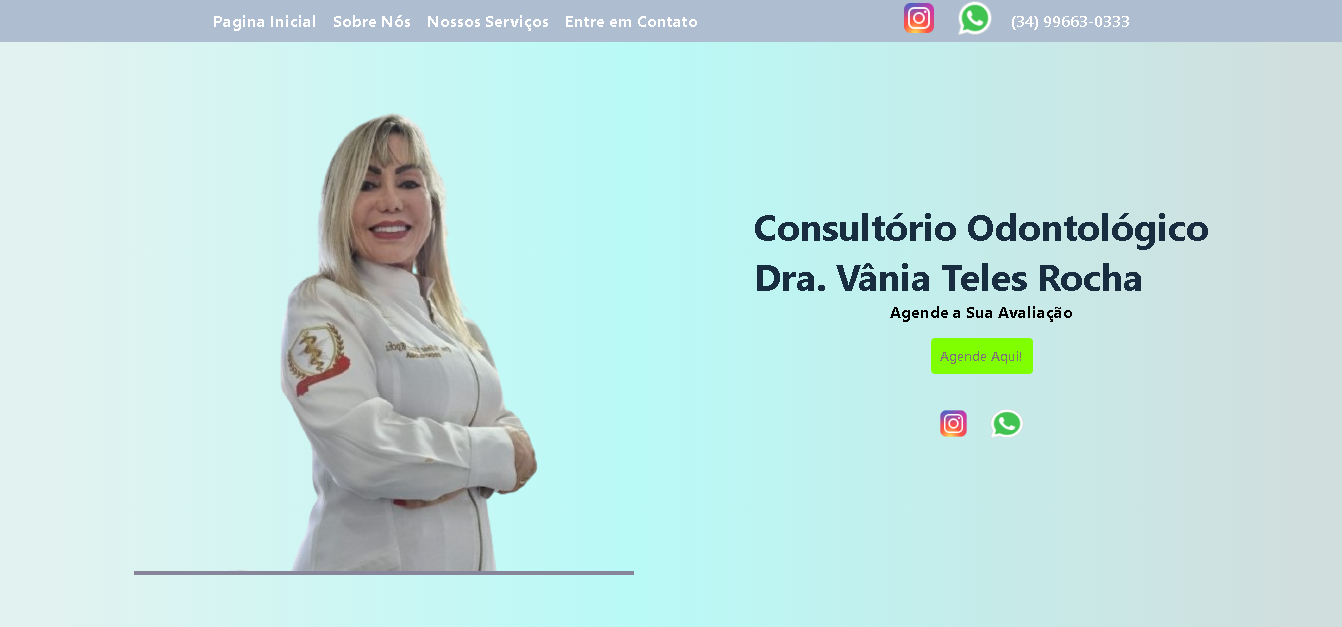 Pagina Inicial Sobre Nós Nossos Serviços Entre em Contato (34) 99663-0333
Consultório Odontológico
Dra. Vânia Teles Rocha
Agende a Sua Avaliação
Agende Aqui!